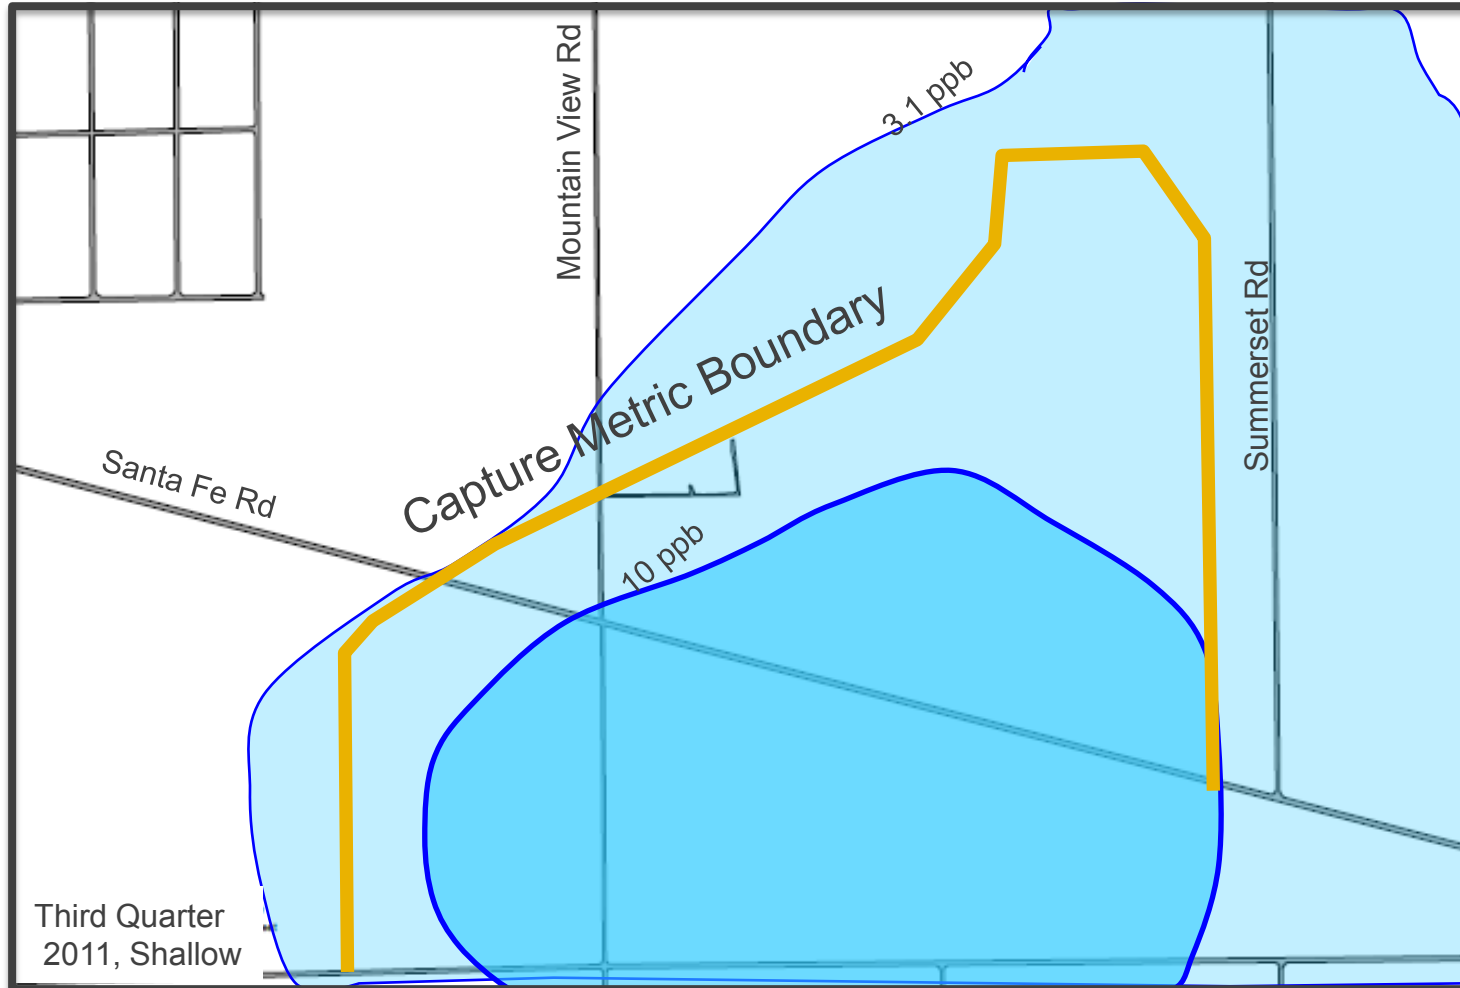 Mountain View Rd
3.1 ppb
Summerset Rd
Capture Metric Boundary
Santa Fe Rd
10 ppb
Third Quarter
2011, Shallow